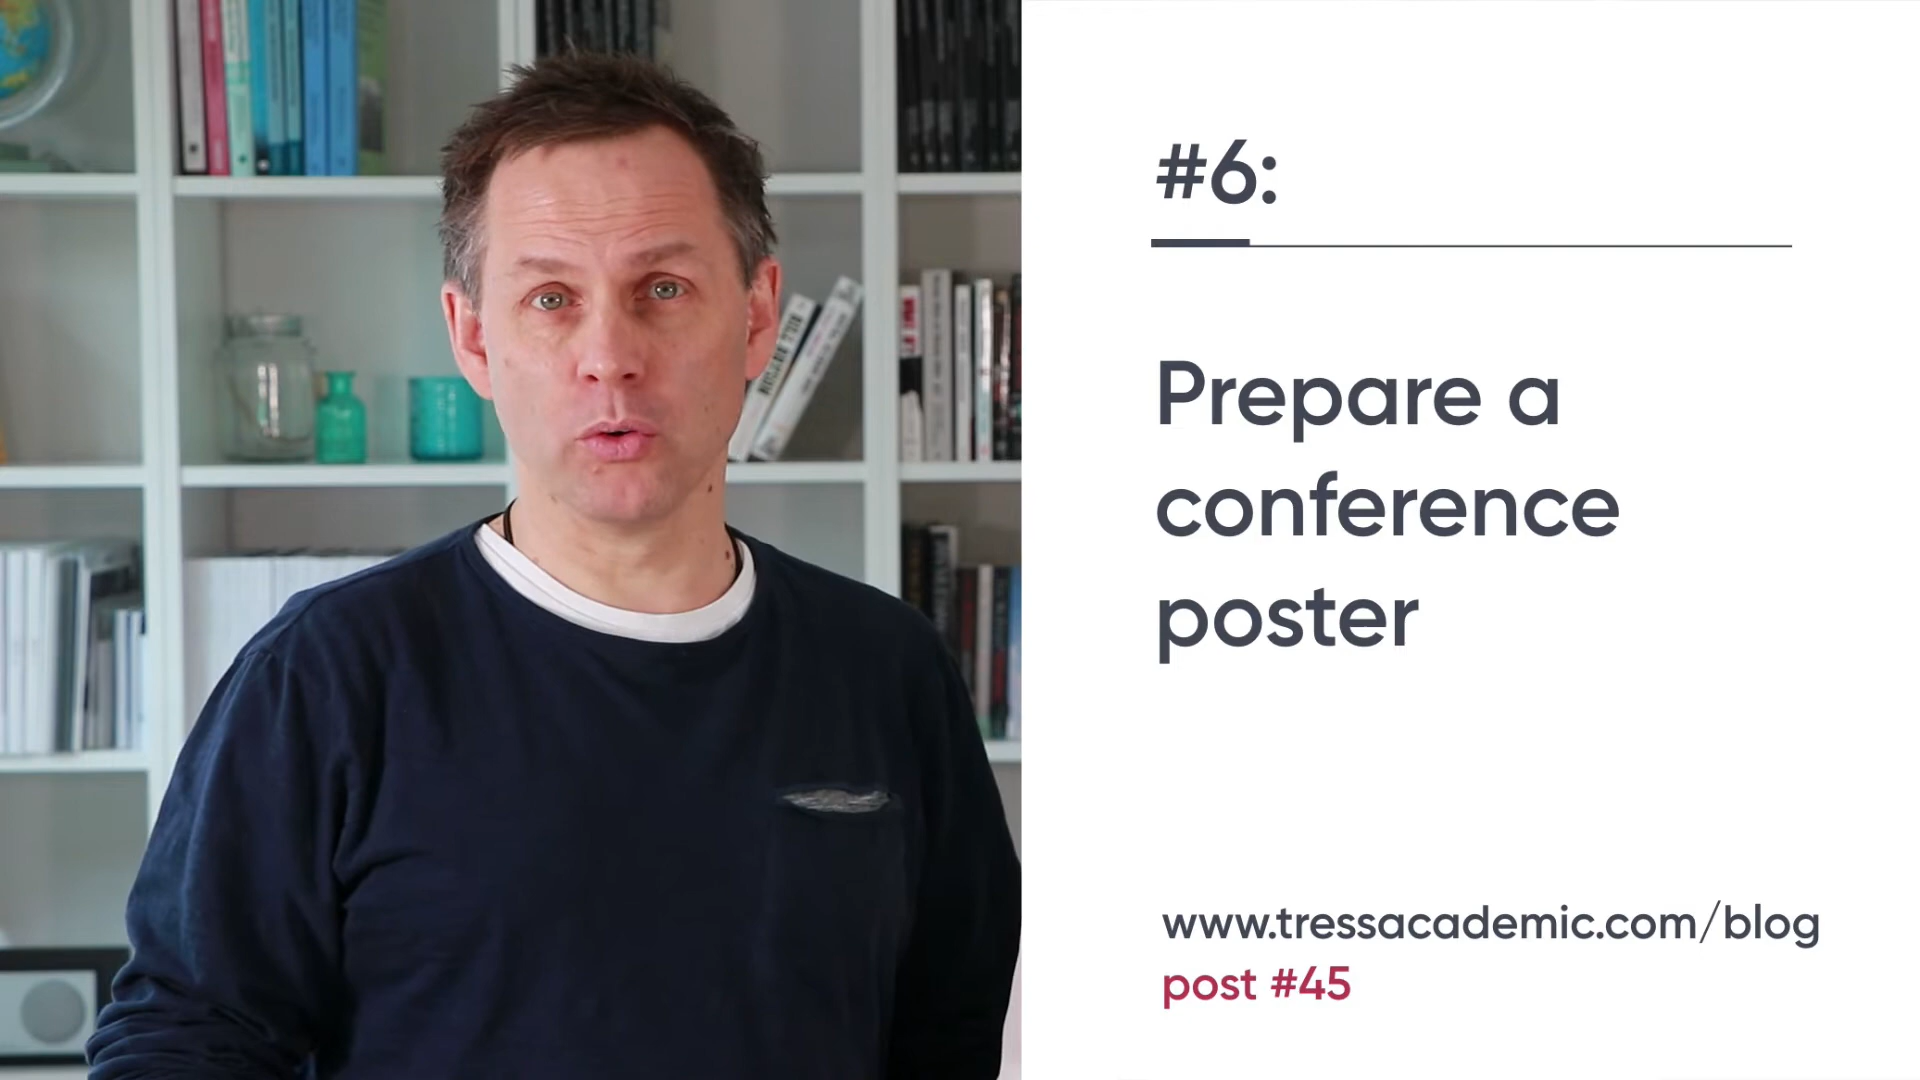 #6:
Prepare a
conference
poster
www.tressacademic.com/blog
post #45